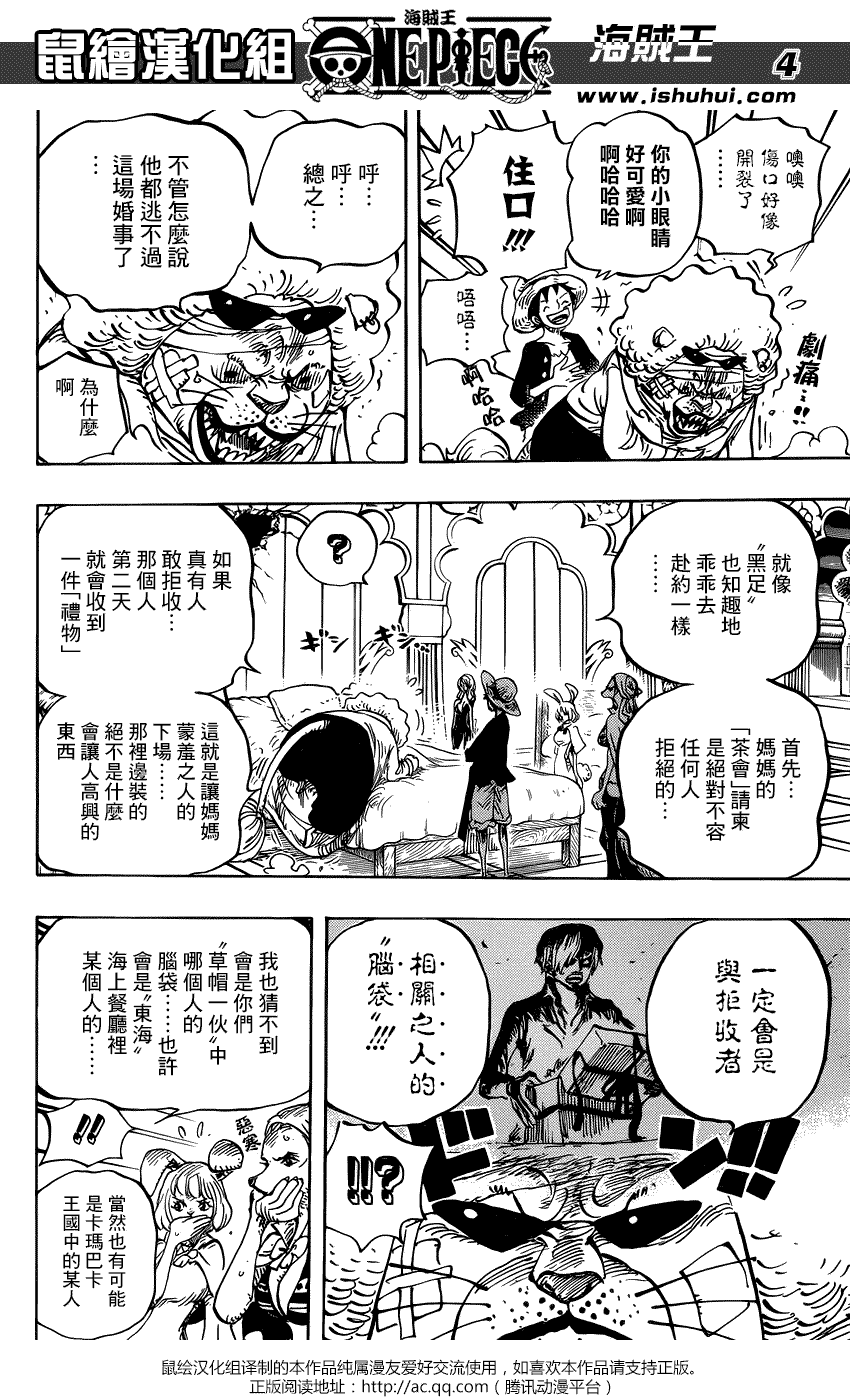 鼠繪漢化組
海賊王
ONE PIECE
海賊王
www.ishuhui.com
4
噢噢
傷口好像
開裂了
……
你的小眼睛
好可愛啊
啊哈哈哈
住口!!!
唔唔…
啊哈哈
劇痛…!!
呼…
呼…
總之…
不管怎麼說
他都逃不過
這場婚事了
…
為什麼
啊
就像
〝黑足〞
也知趣地
乖乖去
赴約一樣
……
首先…
媽媽的
「茶會」請柬
是絕對不容
任何人
拒絕的…
?
ギシ
ギシ…
如果
真有人
敢拒收…
那個人
第二天
就會收到
一件「禮物」
這就是讓媽媽
蒙羞之人的
下場……
那裡邊裝的
絕不是什麼
會讓人高興的
東西
一定會是
與拒收者
相關之人的
〝腦袋〞!!!
!!
!!?
我也猜不到
會是你們
〝草帽一伙〞中
哪個人的
腦袋……也許
會是〝東海〞
海上餐廳裡
某個人的……
惡寒
!!
當然也有可能
是卡瑪巴卡
王國中的某人
鼠绘汉化组译制的本作品纯属漫友爱好交流使用，如喜欢本作品请支持正版。
正版阅读地址：http://ac.qq.com（腾讯动漫平台）